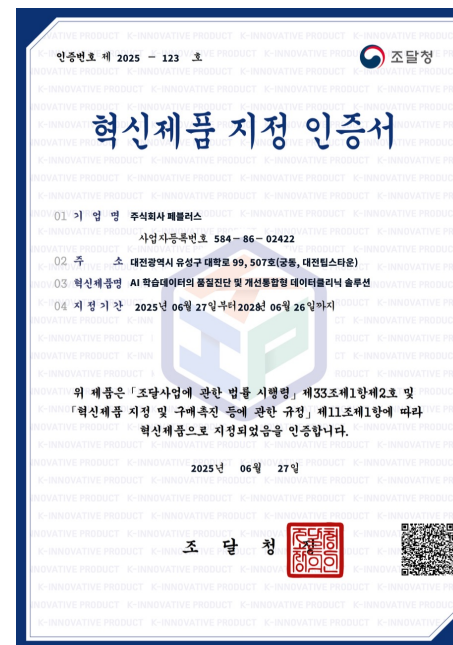 인증번호 제 2025 - 123 호
조달청
혁신제품 지정 인증서
01 기 업 명 주식회사 페블러스
사업자등록번호 584-86-02422
02 주 소 대전광역시 유성구 대학로 99, 507호(궁동, 대전팁스타운)
03 혁신제품명 AI 학습데이터의 품질진단 및 개선통합형 데이터클리닉 솔루션
04 지정기간 2025년 06월 27일부터2028년 06월 26일까지
위 제품은「조달사업에 관한 법률 시행령」제33조제1항제2호 및
「혁신제품 지정 및 구매촉진 등에 관한 규정」제11조제1항에 따라
혁신제품으로 지정되었음을 인증합니다.
2025년 06월 27일
조 달 청 장
K-INNOVATIVE PRODUCT